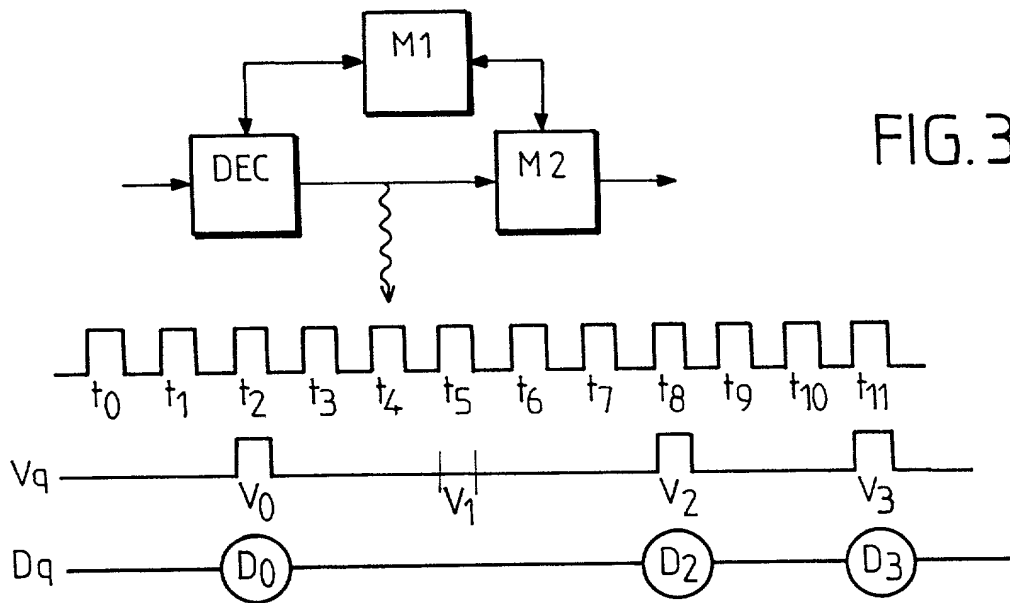 M1
DEC
M2
FIG. 3
t0 t1 t2 t3 t4 t5 t6 t7 t8 t9 t10 t11
Vq V0 V1 V2 V3
Dq D0 D2 D3